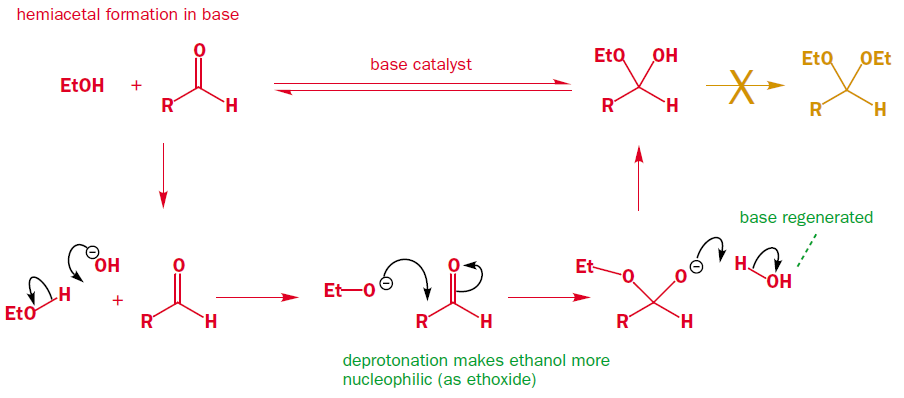 hemiacetal formation in base
EtOH + R O H
base catalyst
EtO OH R H
EtO OEt R H
base regenerated
EtO H ⊖ OH + R O H
Et O ⊖ R O H
Et O O ⊖ R H H OH
deprotonation makes ethanol more
nucleophilic (as ethoxide)